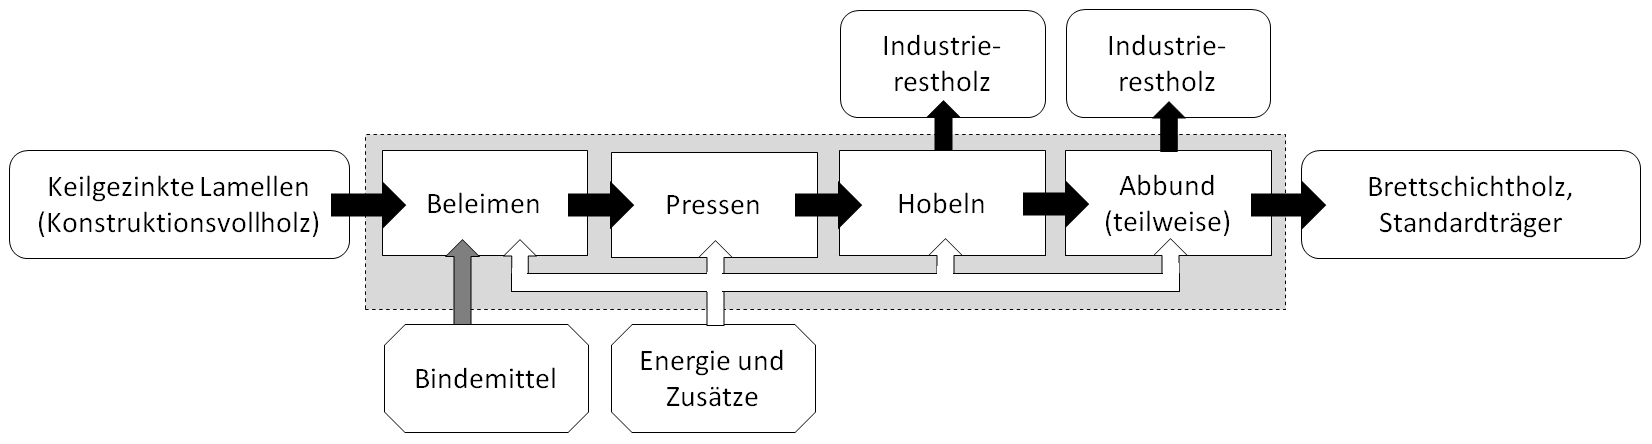 Industrie-
restholz
Industrie-
restholz
Keilgezinkte Lamellen
(Konstruktionsvollholz)
Beleimen
Pressen
Hobeln
Abbund
(teilweise)
Brettschichtholz,
Standardträger
Bindemittel
Energie und
Zusätze